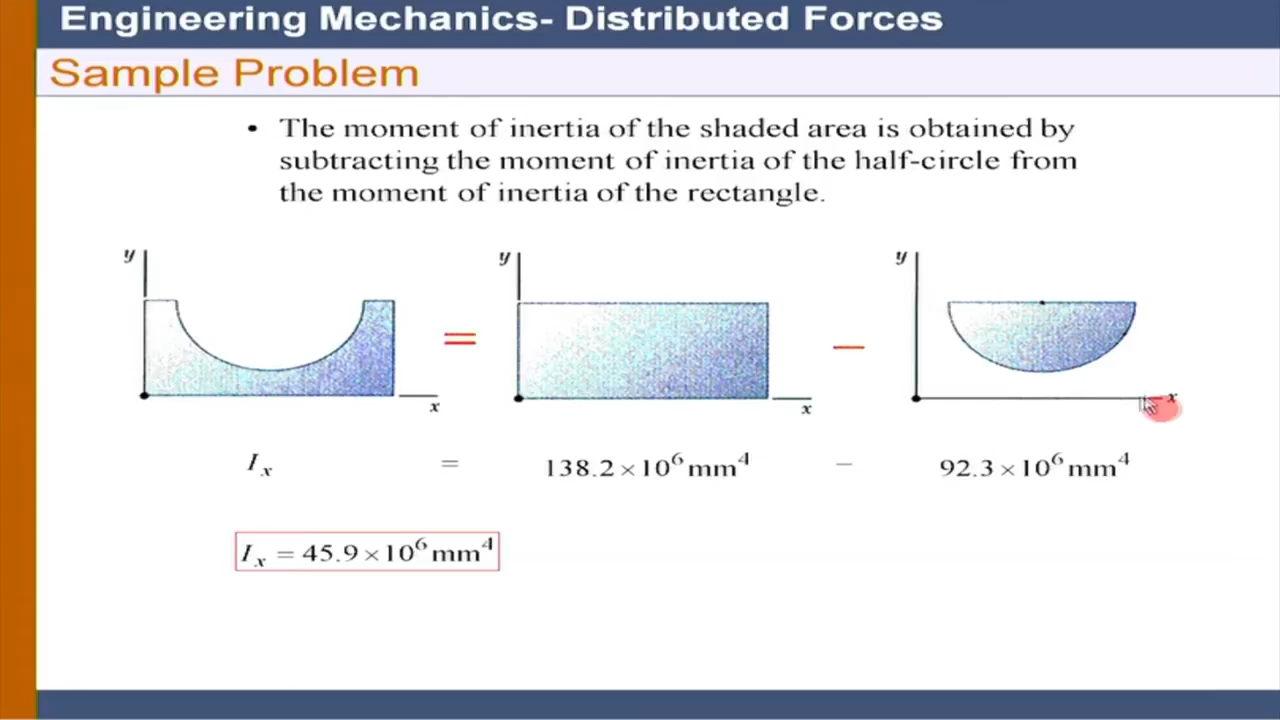 Engineering Mechanics- Distributed Forces
Sample Problem
• The moment of inertia of the shaded area is obtained by
subtracting the moment of inertia of the half-circle from
the moment of inertia of the rectangle.
y y y
= −
x x x
Iₓ = 138.2 × 10⁶ mm⁴ − 92.3 × 10⁶ mm⁴
Iₓ = 45.9 × 10⁶ mm⁴